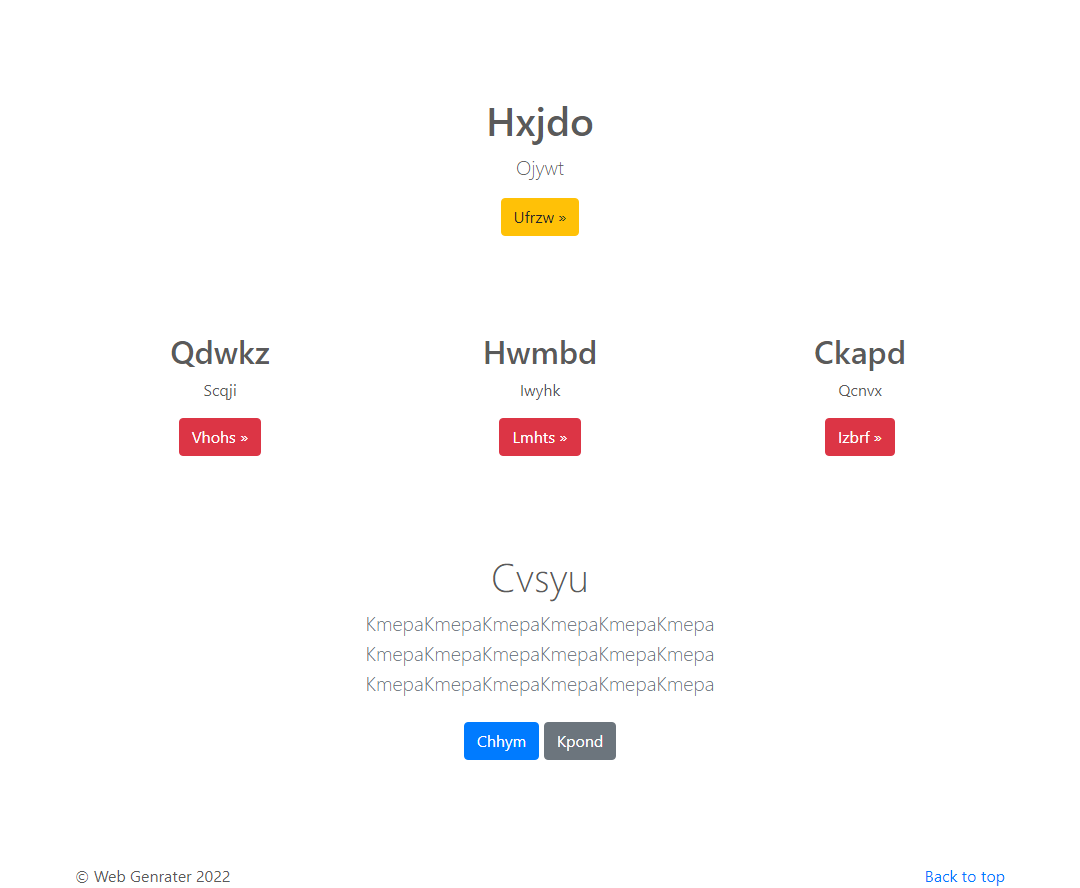 Hxjdo
Ojywt
Ufrzw »
Qdwkz
Scqji
Vhohs »
Hwmbd
Iwyhk
Lmhts »
Ckapd
Qcnvx
Izbrf »
Cvsyu
KmepaKmepaKmepaKmepaKmepaKmepa
KmepaKmepaKmepaKmepaKmepaKmepa
KmepaKmepaKmepaKmepaKmepaKmepa
Chhym Kpond
© Web Genrater 2022
Back to top